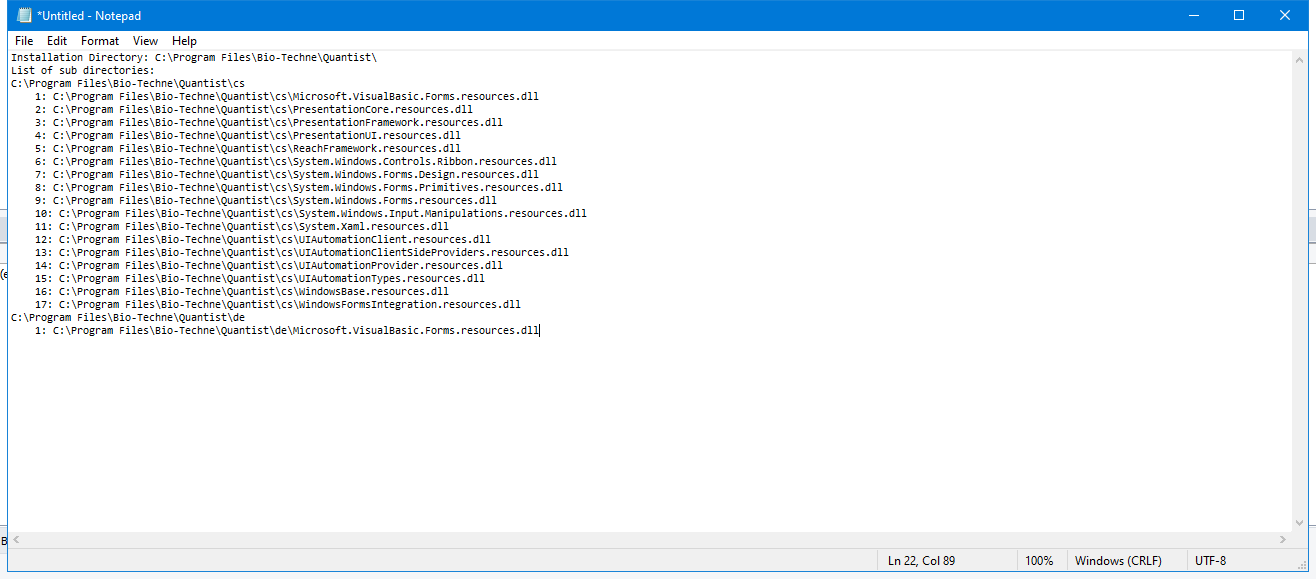 *Untitled - Notepad
File Edit Format View Help
Installation Directory: C:\Program Files\Bio-Techne\Quantist\
List of sub directories:
C:\Program Files\Bio-Techne\Quantist\cs
1: C:\Program Files\Bio-Techne\Quantist\cs\Microsoft.VisualBasic.Forms.resources.dll
2: C:\Program Files\Bio-Techne\Quantist\cs\PresentationCore.resources.dll
3: C:\Program Files\Bio-Techne\Quantist\cs\PresentationFramework.resources.dll
4: C:\Program Files\Bio-Techne\Quantist\cs\PresentationUI.resources.dll
5: C:\Program Files\Bio-Techne\Quantist\cs\ReachFramework.resources.dll
6: C:\Program Files\Bio-Techne\Quantist\cs\System.Windows.Controls.Ribbon.resources.dll
7: C:\Program Files\Bio-Techne\Quantist\cs\System.Windows.Forms.Design.resources.dll
8: C:\Program Files\Bio-Techne\Quantist\cs\System.Windows.Forms.Primitives.resources.dll
9: C:\Program Files\Bio-Techne\Quantist\cs\System.Windows.Forms.resources.dll
10: C:\Program Files\Bio-Techne\Quantist\cs\System.Windows.Input.Manipulations.resources.dll
11: C:\Program Files\Bio-Techne\Quantist\cs\System.Xaml.resources.dll
12: C:\Program Files\Bio-Techne\Quantist\cs\UIAutomationClient.resources.dll
13: C:\Program Files\Bio-Techne\Quantist\cs\UIAutomationClientSideProviders.resources.dll
14: C:\Program Files\Bio-Techne\Quantist\cs\UIAutomationProvider.resources.dll
15: C:\Program Files\Bio-Techne\Quantist\cs\UIAutomationTypes.resources.dll
16: C:\Program Files\Bio-Techne\Quantist\cs\WindowsBase.resources.dll
17: C:\Program Files\Bio-Techne\Quantist\cs\WindowsFormsIntegration.resources.dll
C:\Program Files\Bio-Techne\Quantist\de
1: C:\Program Files\Bio-Techne\Quantist\de\Microsoft.VisualBasic.Forms.resources.dll
Ln 22, Col 89 100% Windows (CRLF) UTF-8